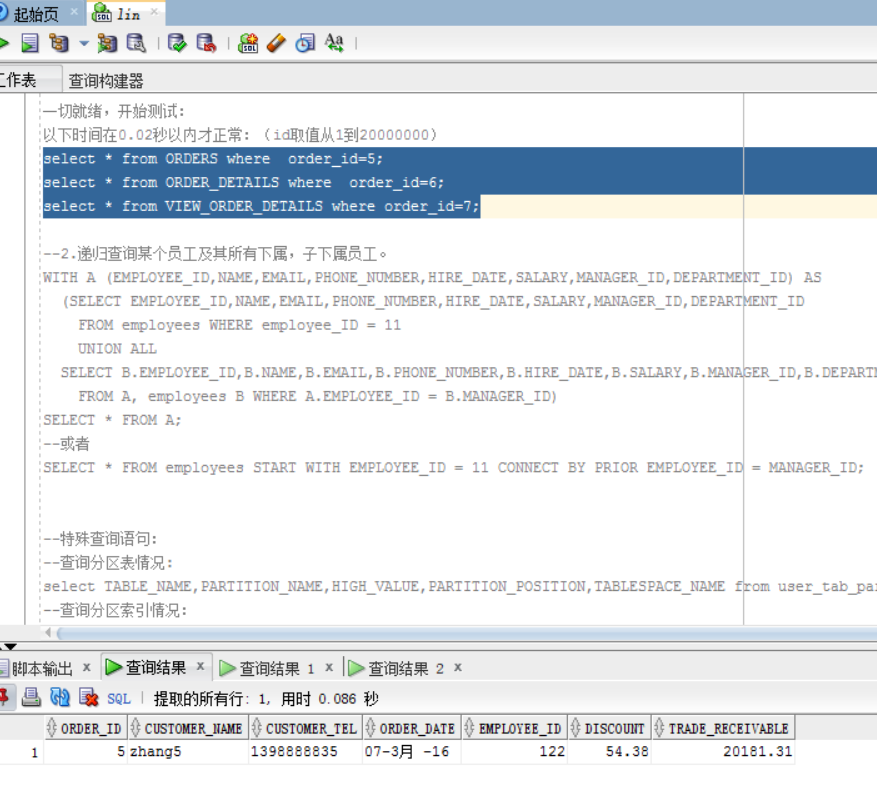 起始页
lin
工作表
查询构建器
一切就绪，开始测试:
以下时间在0.02秒以内才正常: （id取值从1到20000000）
select * from ORDERS where  order_id=5;
select * from ORDER_DETAILS where  order_id=6;
select * from VIEW_ORDER_DETAILS where order_id=7;
--2.递归查询某个员工及其所有下属，子下属员工。
WITH A (EMPLOYEE_ID,NAME,EMAIL,PHONE_NUMBER,HIRE_DATE,SALARY,MANAGER_ID,DEPARTMENT_ID) AS
(SELECT EMPLOYEE_ID,NAME,EMAIL,PHONE_NUMBER,HIRE_DATE,SALARY,MANAGER_ID,DEPARTMENT_ID
FROM employees WHERE employee_ID = 11
UNION ALL
SELECT B.EMPLOYEE_ID,B.NAME,B.EMAIL,B.PHONE_NUMBER,B.HIRE_DATE,B.SALARY,B.MANAGER_ID,B.DEPART
FROM A, employees B WHERE A.EMPLOYEE_ID = B.MANAGER_ID)
SELECT * FROM A;
--或者
SELECT * FROM employees START WITH EMPLOYEE_ID = 11 CONNECT BY PRIOR EMPLOYEE_ID = MANAGER_ID;
--特殊查询语句:
--查询分区表情况:
select TABLE_NAME,PARTITION_NAME,HIGH_VALUE,PARTITION_POSITION,TABLESPACE_NAME from user_tab_par
--查询分区索引情况:
脚本输出 × 查询结果 × 查询结果 1 × 查询结果 2 ×
SQL | 提取的所有行: 1, 用时 0.086 秒
ORDER_ID CUSTOMER_NAME CUSTOMER_TEL ORDER_DATE EMPLOYEE_ID DISCOUNT TRADE_RECEIVABLE
1 5 zhang5 1398888835 07-3月 -16 122 54.38 20181.31